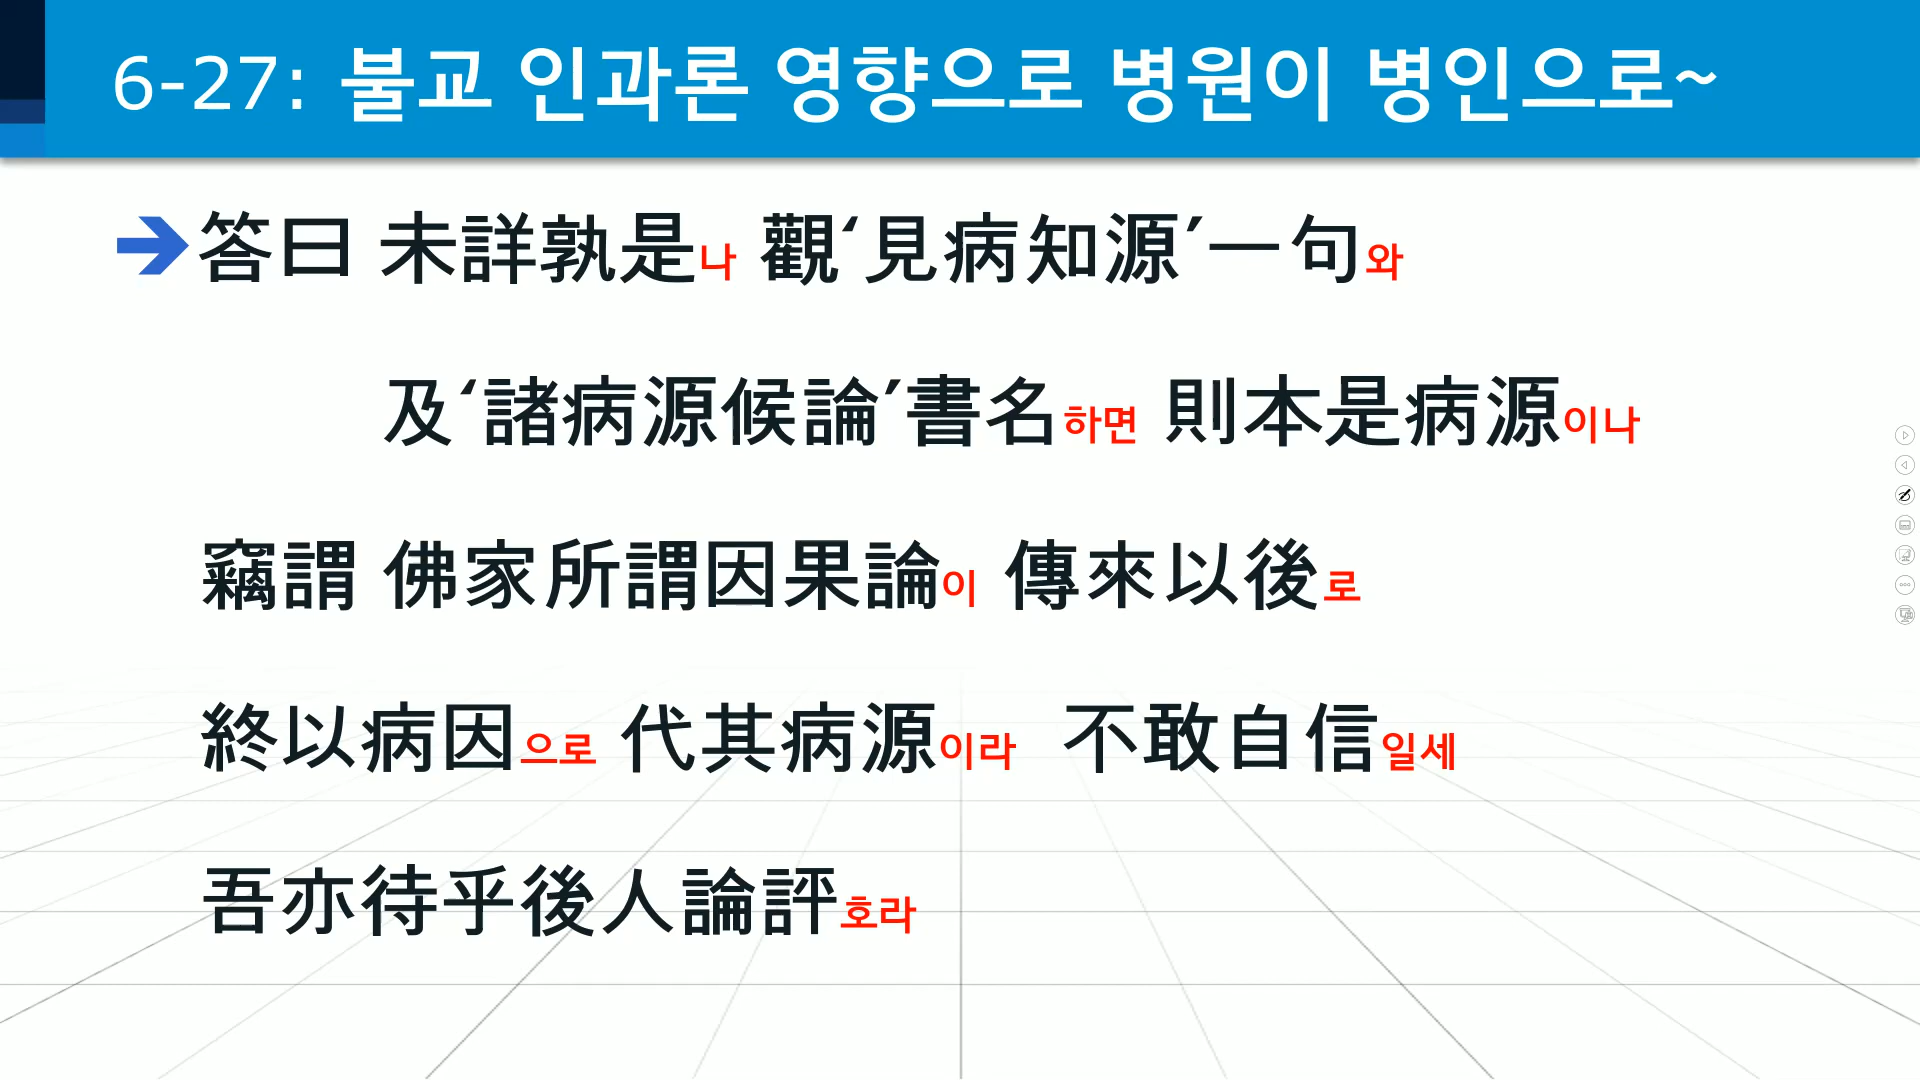 6-27: 불교 인과론 영향으로 병원이 병인으로~
答曰 未詳孰是나 觀‘見病知源’一句와
及‘諸病源候論’書名하면 則本是病源이나
竊謂 佛家所謂因果論이 傳來以後로
終以病因으로 代其病源이라 不敢自信일세
吾亦待乎後人論評호라